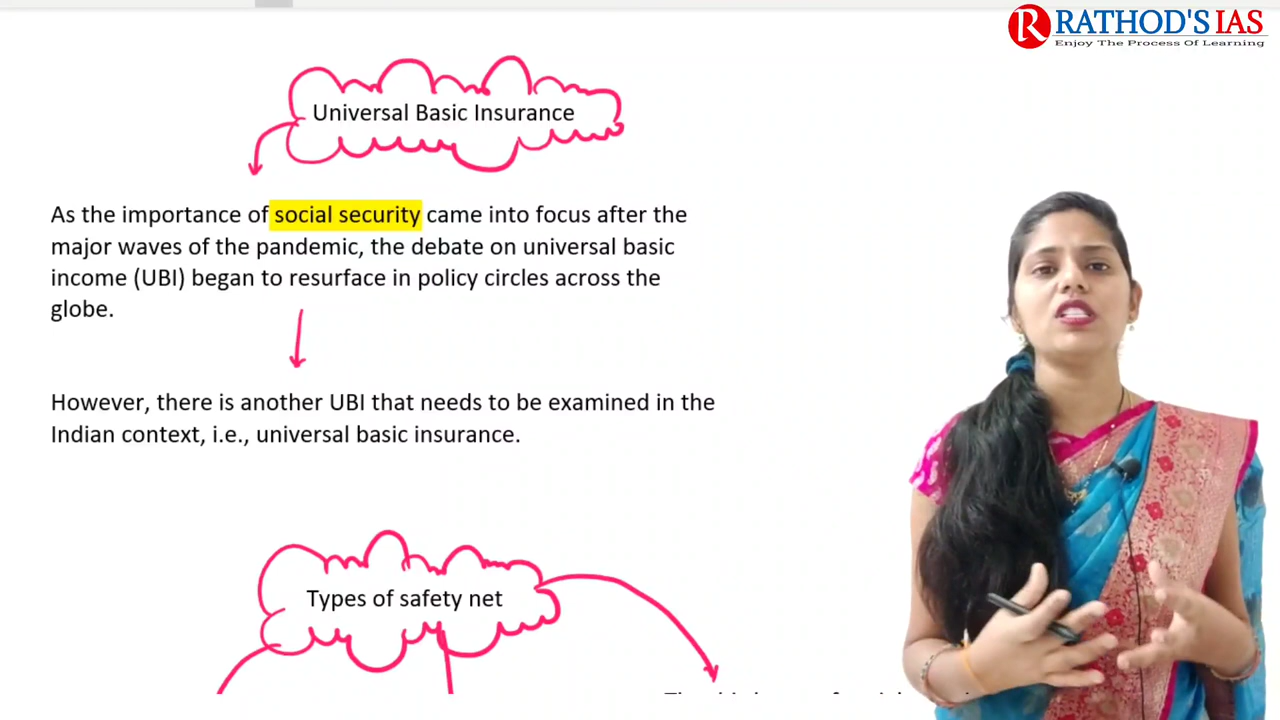 RATHOD'S IAS
Enjoy The Process Of Learning
Universal Basic Insurance
As the importance of social security came into focus after the
major waves of the pandemic, the debate on universal basic
income (UBI) began to resurface in policy circles across the
globe.
However, there is another UBI that needs to be examined in the
Indian context, i.e., universal basic insurance.
Types of safety net